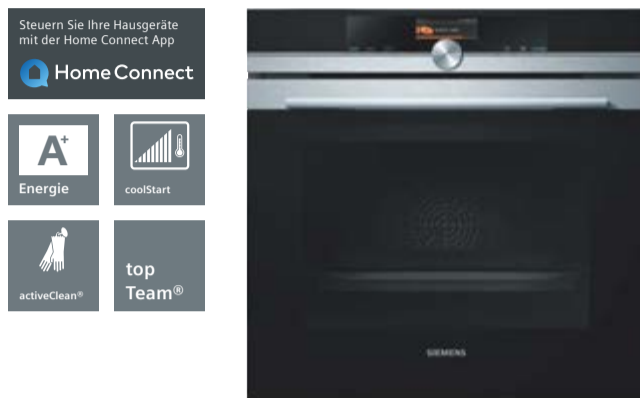 Steuern Sie Ihre Hausgeräte
mit der Home Connect App
Home Connect
A+
Energie
coolStart
activeClean®
top
Team®
SIEMENS